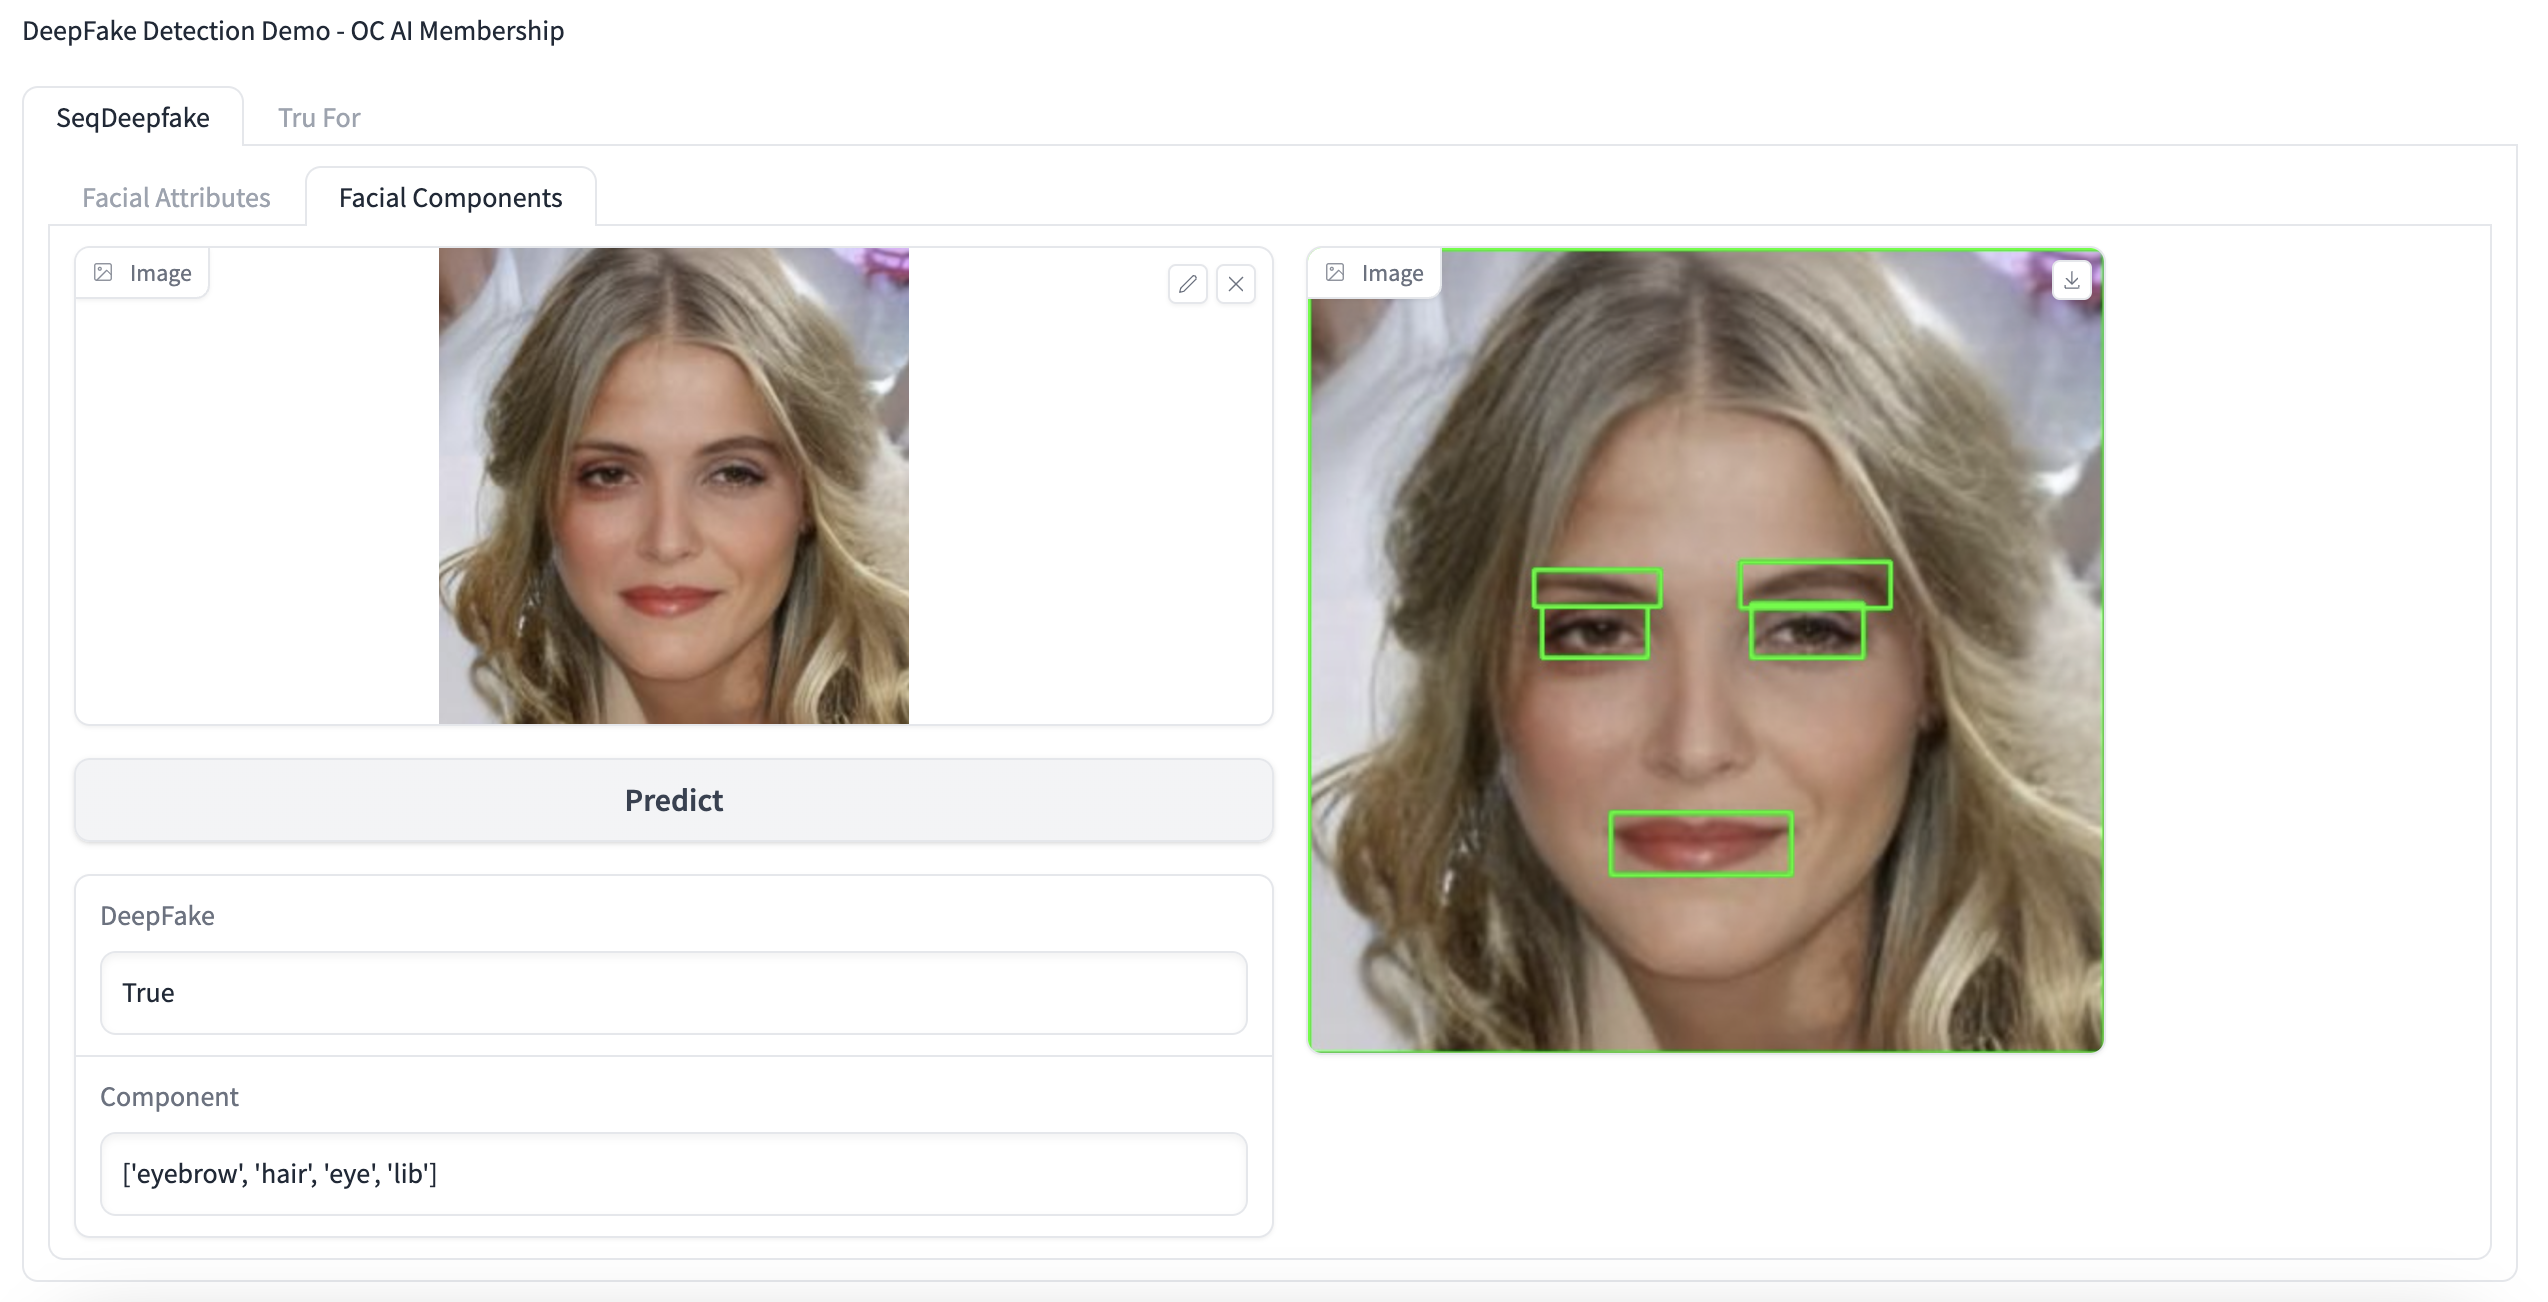 DeepFake Detection Demo - OC AI Membership
SeqDeepfake
Tru For
Facial Attributes
Facial Components
Image
Image
Predict
DeepFake
True
Component
['eyebrow', 'hair', 'eye', 'lib']